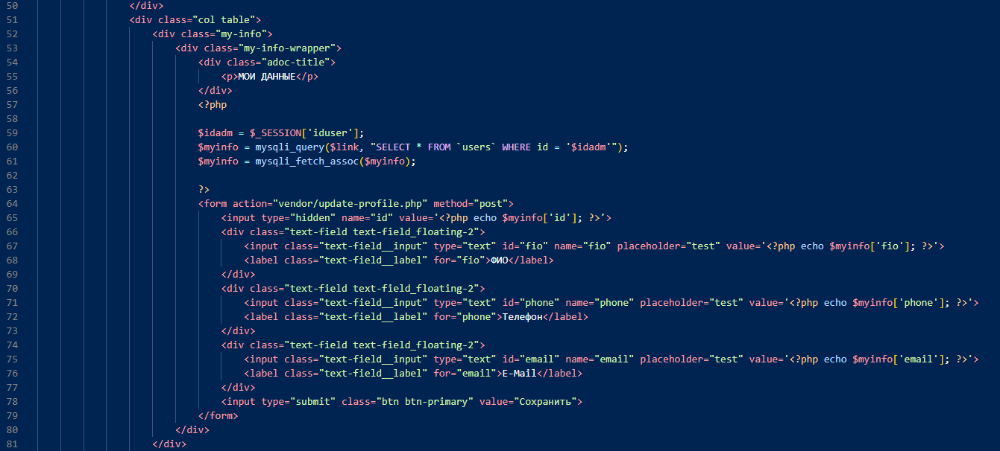 50 </div>
51 <div class="col table">
52 <div class="my-info">
53 <div class="my-info-wrapper">
54 <div class="adoc-title">
55 <p>МОИ ДАННЫЕ</p>
56 </div>
57 <?php
58
59 $idadm = $_SESSION['iduser'];
60 $myinfo = mysqli_query($link, "SELECT * FROM `users` WHERE id = '$idadm'");
61 $myinfo = mysqli_fetch_assoc($myinfo);
62
63 ?>
64 <form action="vendor/update-profile.php" method="post">
65 <input type="hidden" name="id" value='<?php echo $myinfo['id']; ?>'>
66 <div class="text-field text-field_floating-2">
67 <input class="text-field__input" type="text" id="fio" name="fio" placeholder="test" value='<?php echo $myinfo['fio']; ?>'>
68 <label class="text-field__label" for="fio">ФИО</label>
69 </div>
70 <div class="text-field text-field_floating-2">
71 <input class="text-field__input" type="text" id="phone" name="phone" placeholder="test" value='<?php echo $myinfo['phone']; ?>'>
72 <label class="text-field__label" for="phone">Телефон</label>
73 </div>
74 <div class="text-field text-field_floating-2">
75 <input class="text-field__input" type="text" id="email" name="email" placeholder="test" value='<?php echo $myinfo['email']; ?>'>
76 <label class="text-field__label" for="email">E-Mail</label>
77 </div>
78 <input type="submit" class="btn btn-primary" value="Сохранить">
79 </form>
80 </div>
81 </div>